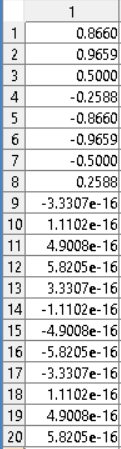 1
1 0.8660
2 0.9659
3 0.5000
4 -0.2588
5 -0.8660
6 -0.9659
7 -0.5000
8 0.2588
9 -3.3307e-16
10 1.1102e-16
11 4.9008e-16
12 5.8205e-16
13 3.3307e-16
14 -1.1102e-16
15 -4.9008e-16
16 -5.8205e-16
17 -3.3307e-16
18 1.1102e-16
19 4.9008e-16
20 5.8205e-16